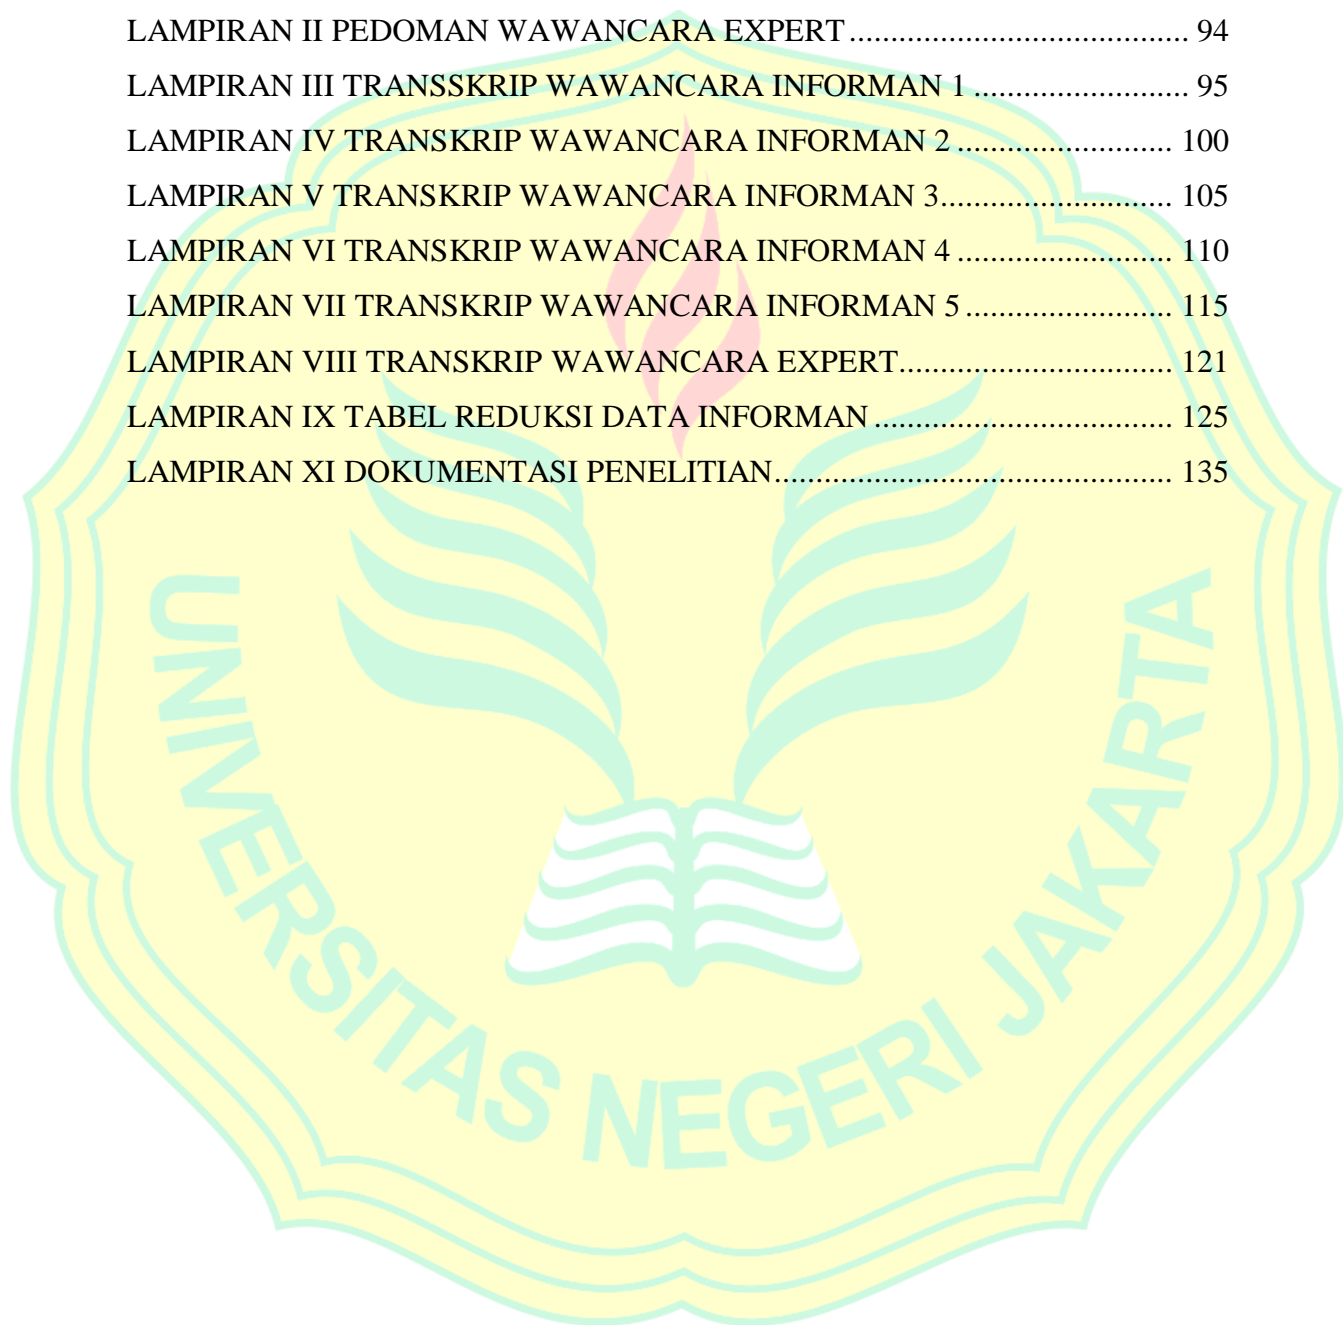 LAMPIRAN II PEDOMAN WAWANCARA EXPERT ................................... 94
LAMPIRAN III TRANSSKRIP WAWANCARA INFORMAN 1 .......................... 95
LAMPIRAN IV TRANSKRIP WAWANCARA INFORMAN 2 .......................... 100
LAMPIRAN V TRANSKRIP WAWANCARA INFORMAN 3............................ 105
LAMPIRAN VI TRANSKRIP WAWANCARA INFORMAN 4 .......................... 110
LAMPIRAN VII TRANSKRIP WAWANCARA INFORMAN 5 ......................... 115
LAMPIRAN VIII TRANSKRIP WAWANCARA EXPERT................................. 121
LAMPIRAN IX TABEL REDUKSI DATA INFORMAN .................................... 125
LAMPIRAN XI DOKUMENTASI PENELITIAN................................................ 135
UNIVERSITAS NEGERI JAKARTA